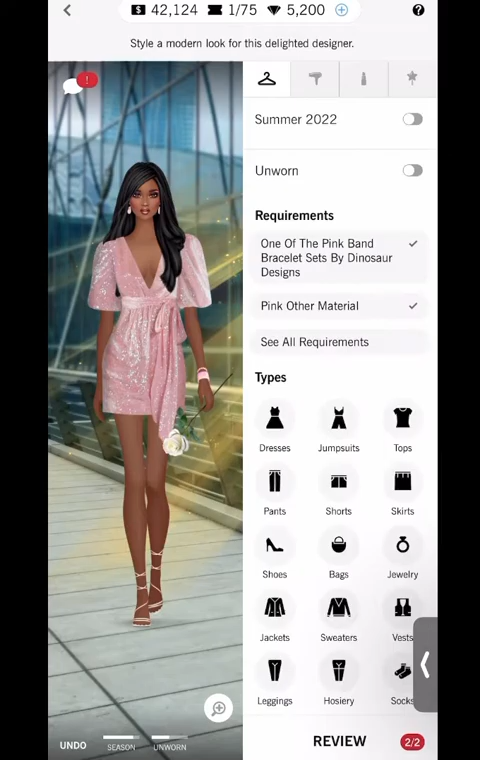 $ 42,124 1/75 5,200 + ?
Style a modern look for this delighted designer.
!
Summer 2022
Unworn
Requirements
One Of The Pink Band
Bracelet Sets By Dinosaur
Designs
Pink Other Material
See All Requirements
Types
Dresses Jumpsuits Tops
Pants Shorts Skirts
Shoes Bags Jewelry
Jackets Sweaters Vests
Leggings Hosiery Socks
UNDO SEASON UNWORN
REVIEW 2/2